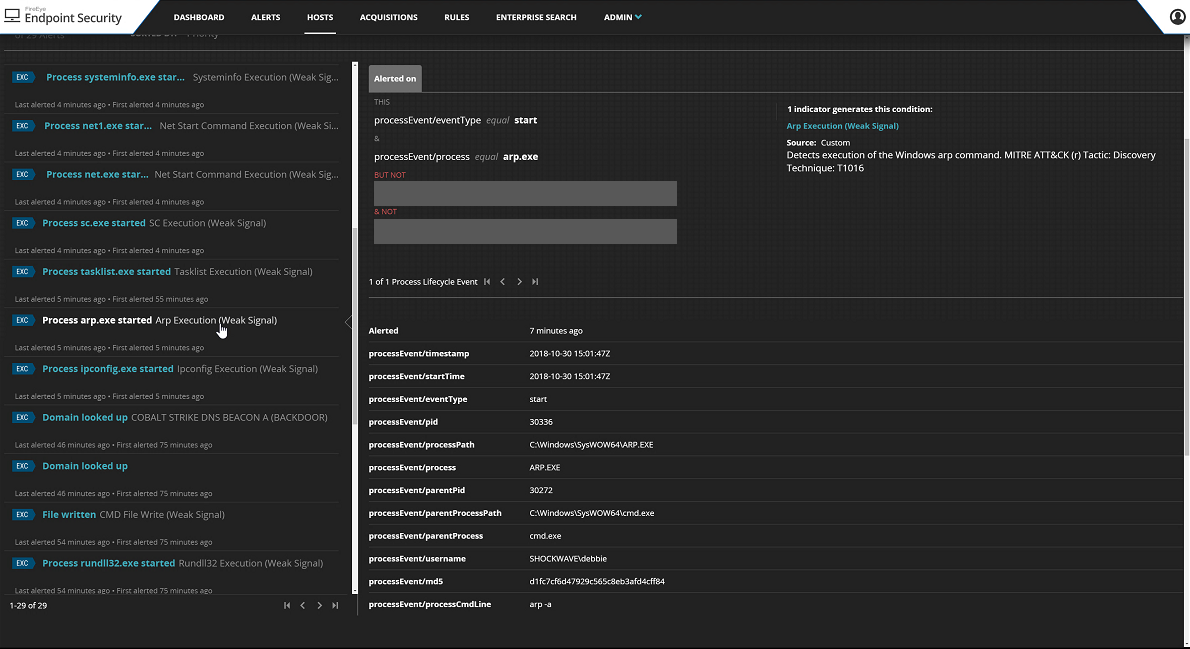 FireEye
Endpoint Security
DASHBOARD
ALERTS
HOSTS
ACQUISITIONS
RULES
ENTERPRISE SEARCH
ADMIN
of 29 Alerts
Priority
EXC Process systeminfo.exe star... Systeminfo Execution (Weak Sig...
Last alerted 4 minutes ago • First alerted 4 minutes ago
EXC Process net1.exe star... Net Start Command Execution (Weak Si...
Last alerted 4 minutes ago • First alerted 4 minutes ago
EXC Process net.exe star... Net Start Command Execution (Weak Sig...
Last alerted 4 minutes ago • First alerted 4 minutes ago
EXC Process sc.exe started SC Execution (Weak Signal)
Last alerted 4 minutes ago • First alerted 4 minutes ago
EXC Process tasklist.exe started Tasklist Execution (Weak Signal)
Last alerted 5 minutes ago • First alerted 55 minutes ago
EXC Process arp.exe started Arp Execution (Weak Signal)
Last alerted 5 minutes ago • First alerted 5 minutes ago
EXC Process ipconfig.exe started Ipconfig Execution (Weak Signal)
Last alerted 5 minutes ago • First alerted 5 minutes ago
EXC Domain looked up COBALT STRIKE DNS BEACON A (BACKDOOR)
Last alerted 46 minutes ago • First alerted 75 minutes ago
EXC Domain looked up
Last alerted 46 minutes ago • First alerted 75 minutes ago
EXC File written CMD File Write (Weak Signal)
Last alerted 54 minutes ago • First alerted 75 minutes ago
EXC Process rundll32.exe started Rundll32 Execution (Weak Signal)
Last alerted 54 minutes ago • First alerted 75 minutes ago
1-29 of 29
Alerted on
THIS
processEvent/eventType equal start
&
processEvent/process equal arp.exe
BUT NOT
& NOT
1 indicator generates this condition:
Arp Execution (Weak Signal)
Source: Custom
Detects execution of the Windows arp command. MITRE ATT&CK (r) Tactic: Discovery
Technique: T1016
1 of 1 Process Lifecycle Event
Alerted 7 minutes ago
processEvent/timestamp 2018-10-30 15:01:47Z
processEvent/startTime 2018-10-30 15:01:47Z
processEvent/eventType start
processEvent/pid 30336
processEvent/processPath C:\Windows\SysWOW64\ARP.EXE
processEvent/process ARP.EXE
processEvent/parentPid 30272
processEvent/parentProcessPath C:\Windows\SysWOW64\cmd.exe
processEvent/parentProcess cmd.exe
processEvent/username SHOCKWAVE\debbie
processEvent/md5 d1fc7cf6d47929c565c8eb3afd4cff84
processEvent/processCmdLine arp -a